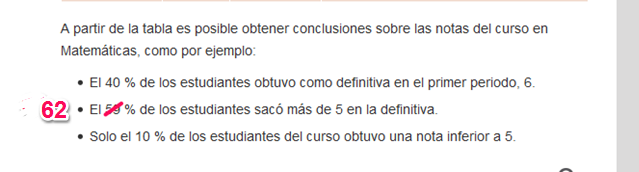 A partir de la tabla es posible obtener conclusiones sobre las notas del curso en
Matemáticas, como por ejemplo:
• El 40 % de los estudiantes obtuvo como definitiva en el primer periodo, 6.
62 • El 59 % de los estudiantes sacó más de 5 en la definitiva.
• Solo el 10 % de los estudiantes del curso obtuvo una nota inferior a 5.